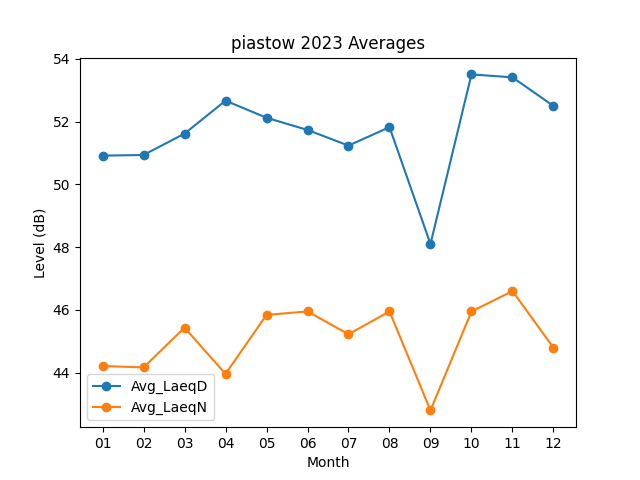 piastow 2023 Averages
54
52
50
48
46
44
Level (dB)
Avg_LaeqD
Avg_LaeqN
01 02 03 04 05 06 07 08 09 10 11 12
Month